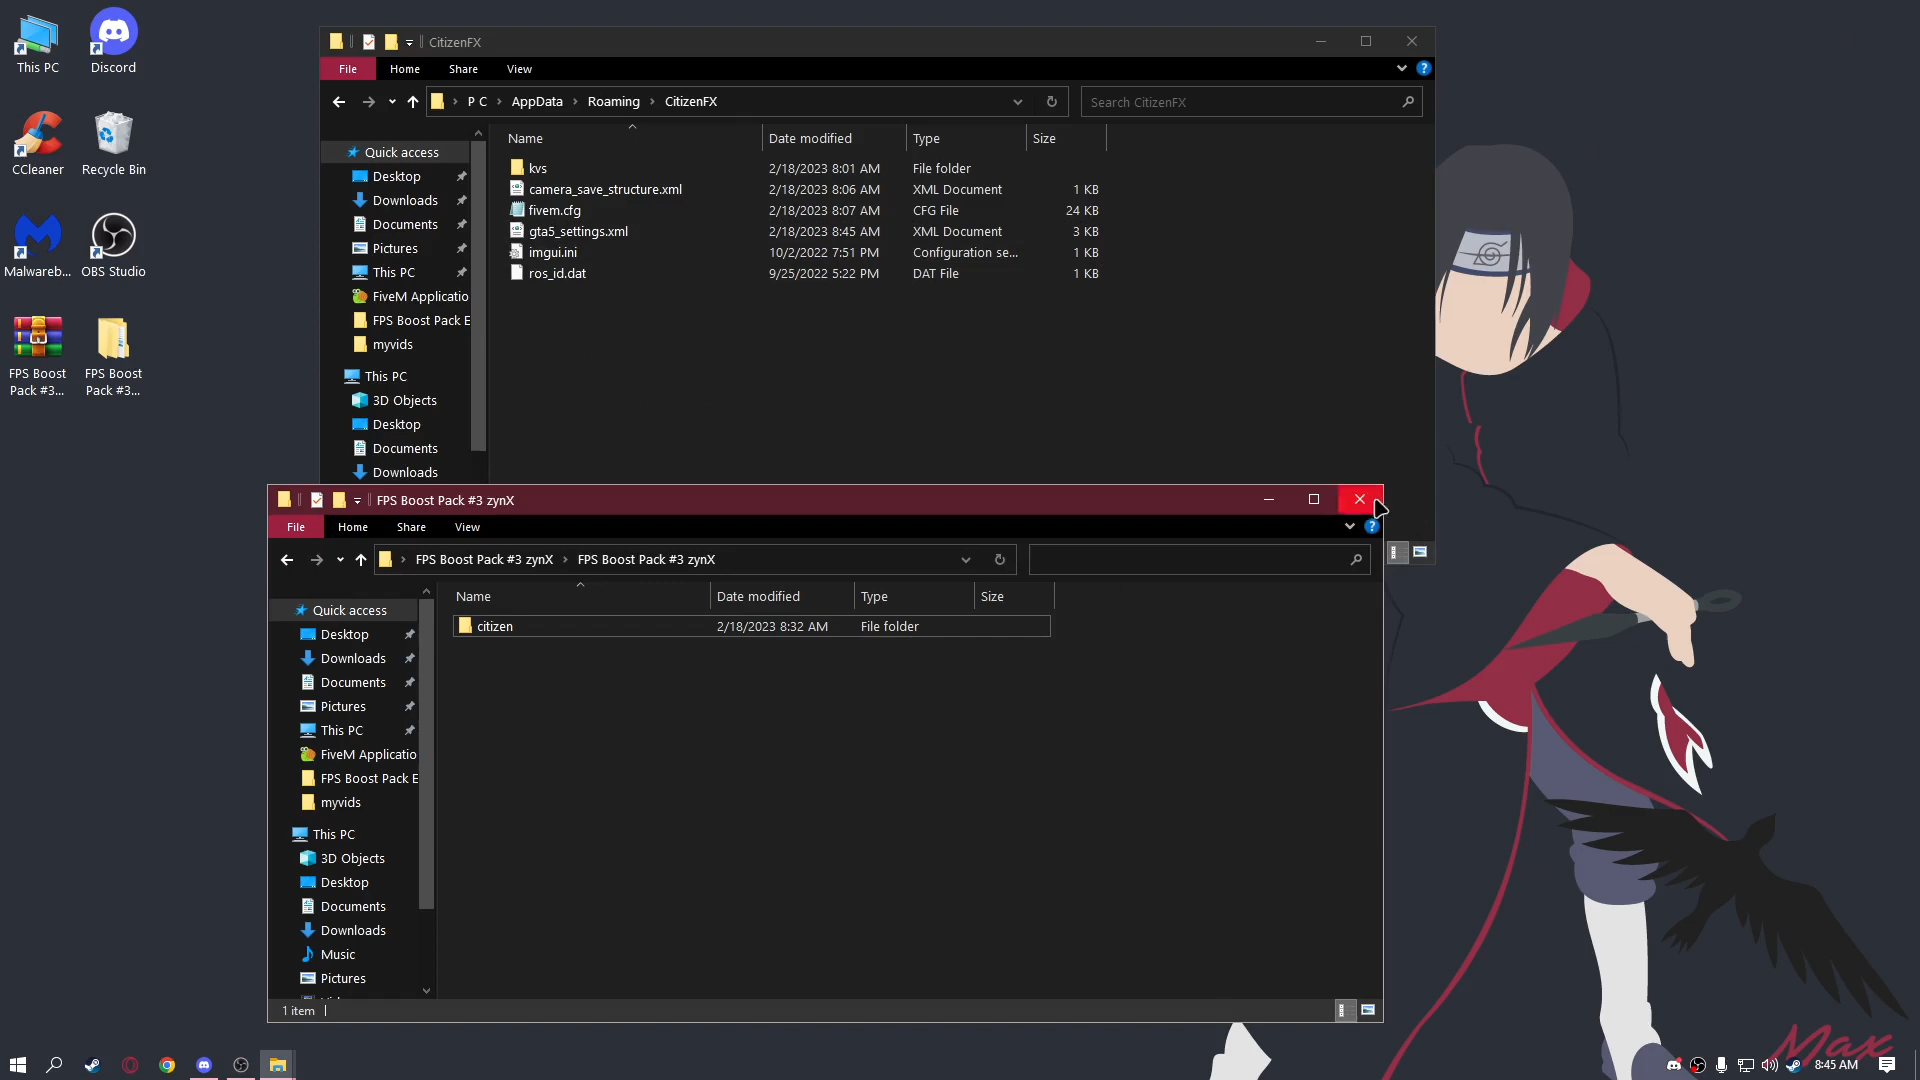 This PC
Discord
CCleaner
Recycle Bin
Malwareb...
OBS Studio
FPS Boost
Pack #3...
FPS Boost
Pack #3...
CitizenFX
File
Home
Share
View
P C
AppData
Roaming
CitizenFX
Search CitizenFX
Name
Date modified
Type
Size
kvs 2/18/2023 8:01 AM File folder
camera_save_structure.xml 2/18/2023 8:06 AM XML Document 1 KB
fivem.cfg 2/18/2023 8:07 AM CFG File 24 KB
gta5_settings.xml 2/18/2023 8:45 AM XML Document 3 KB
imgui.ini 10/2/2022 7:51 PM Configuration se... 1 KB
ros_id.dat 9/25/2022 5:22 PM DAT File 1 KB
Quick access
Desktop
Downloads
Documents
Pictures
This PC
FiveM Applicatio
FPS Boost Pack E
myvids
This PC
3D Objects
Desktop
Documents
Downloads
FPS Boost Pack #3 zynX
File
Home
Share
View
FPS Boost Pack #3 zynX
FPS Boost Pack #3 zynX
Name
Date modified
Type
Size
citizen 2/18/2023 8:32 AM File folder
Quick access
Desktop
Downloads
Documents
Pictures
This PC
FiveM Applicatio
FPS Boost Pack E
myvids
This PC
3D Objects
Desktop
Documents
Downloads
Music
Pictures
1 item
Max
8:45 AM